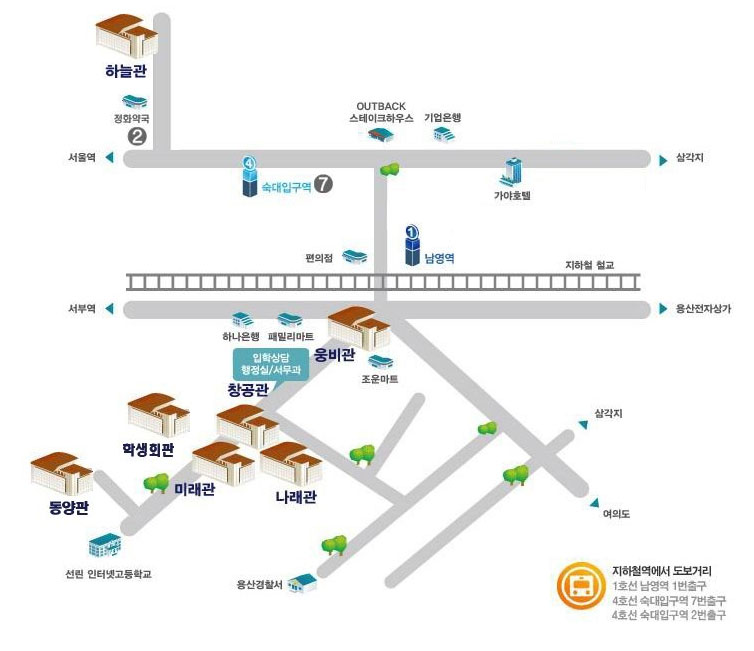 하늘관
정화약국
2
OUTBACK
스테이크하우스
기업은행
서울역
4
숙대입구역
7
삼각지
가야호텔
1
남영역
편의점
지하철 철교
서부역
용산전자상가
하나은행
패밀리마트
웅비관
조운마트
입학상담
행정실/서무과
창공관
삼각지
학생회관
동양관
미래관
나래관
여의도
선린 인터넷고등학교
용산경찰서
지하철역에서 도보거리
1호선 남영역 1번출구
4호선 숙대입구역 7번출구
4호선 숙대입구역 2번출구